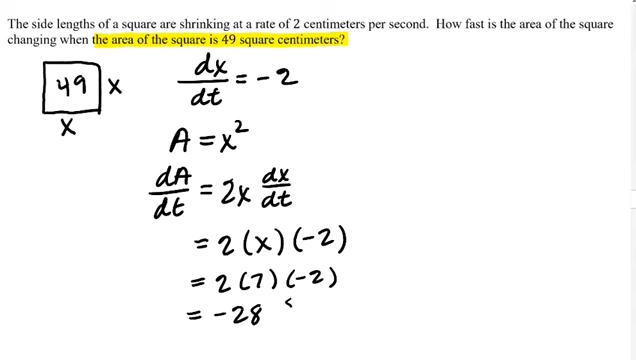 The side lengths of a square are shrinking at a rate of 2 centimeters per second. How fast is the area of the square
changing when the area of the square is 49 square centimeters?
49 x
x
dx/dt = -2
A = x²
dA/dt = 2x dx/dt
= 2(x)(-2)
= 2(7)(-2)
= -28